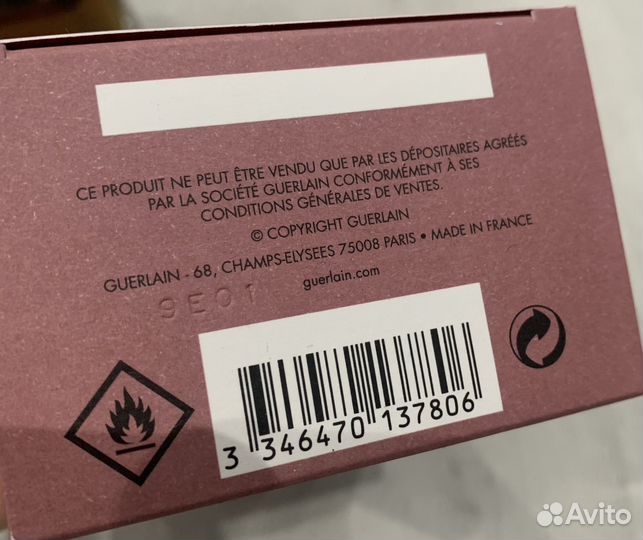 CE PRODUIT NE PEUT ÊTRE VENDU QUE PAR LES DÉPOSITAIRES AGRÉÉS
PAR LA SOCIÉTÉ GUERLAIN CONFORMÉMENT À SES
CONDITIONS GÉNÉRALES DE VENTES.
© COPYRIGHT GUERLAIN
GUERLAIN - 68, CHAMPS-ELYSEES 75008 PARIS • MADE IN FRANCE
guerlain.com
9E01
3 346470 137806
Avito